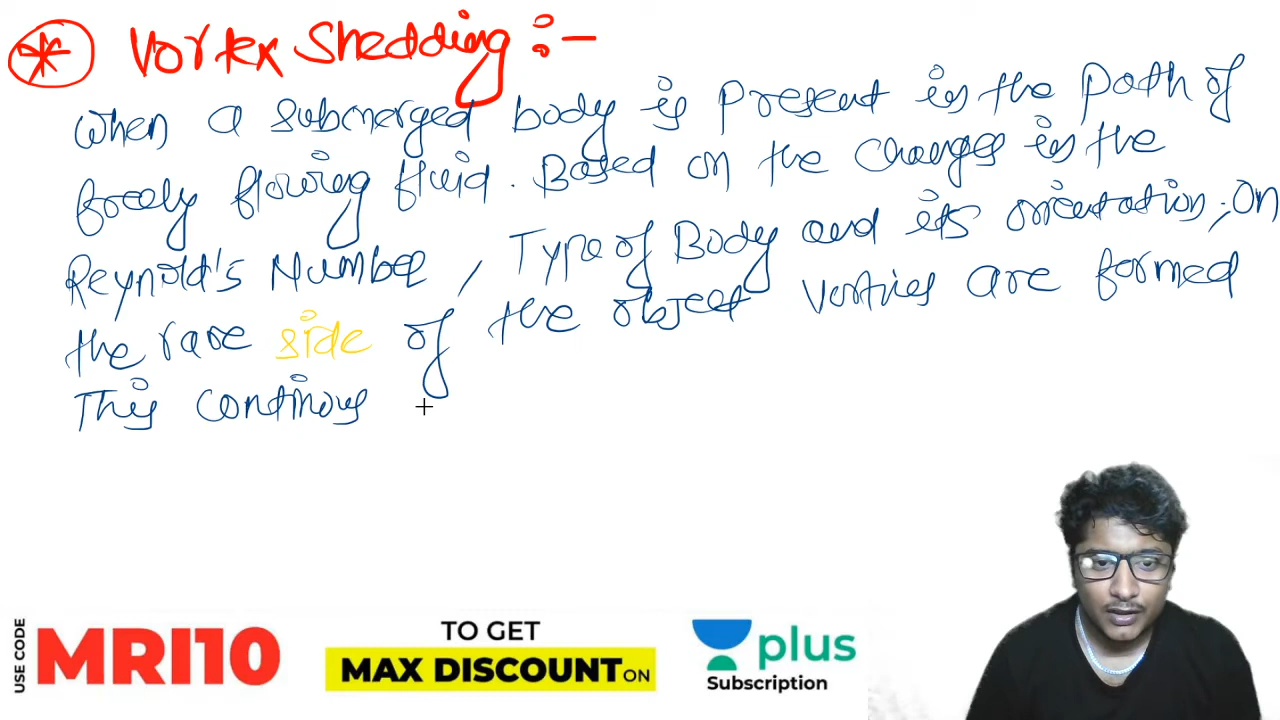 * Vortex Shedding :-
When a submerged body is present in the path of
freely flowing fluid. Based on the changes in the
Reynold's Number, Type of Body and its orientation, On
the rare side of the object vortices are formed
This continous
USE CODE
MRI10
TO GET
MAX DISCOUNT ON
plus
Subscription